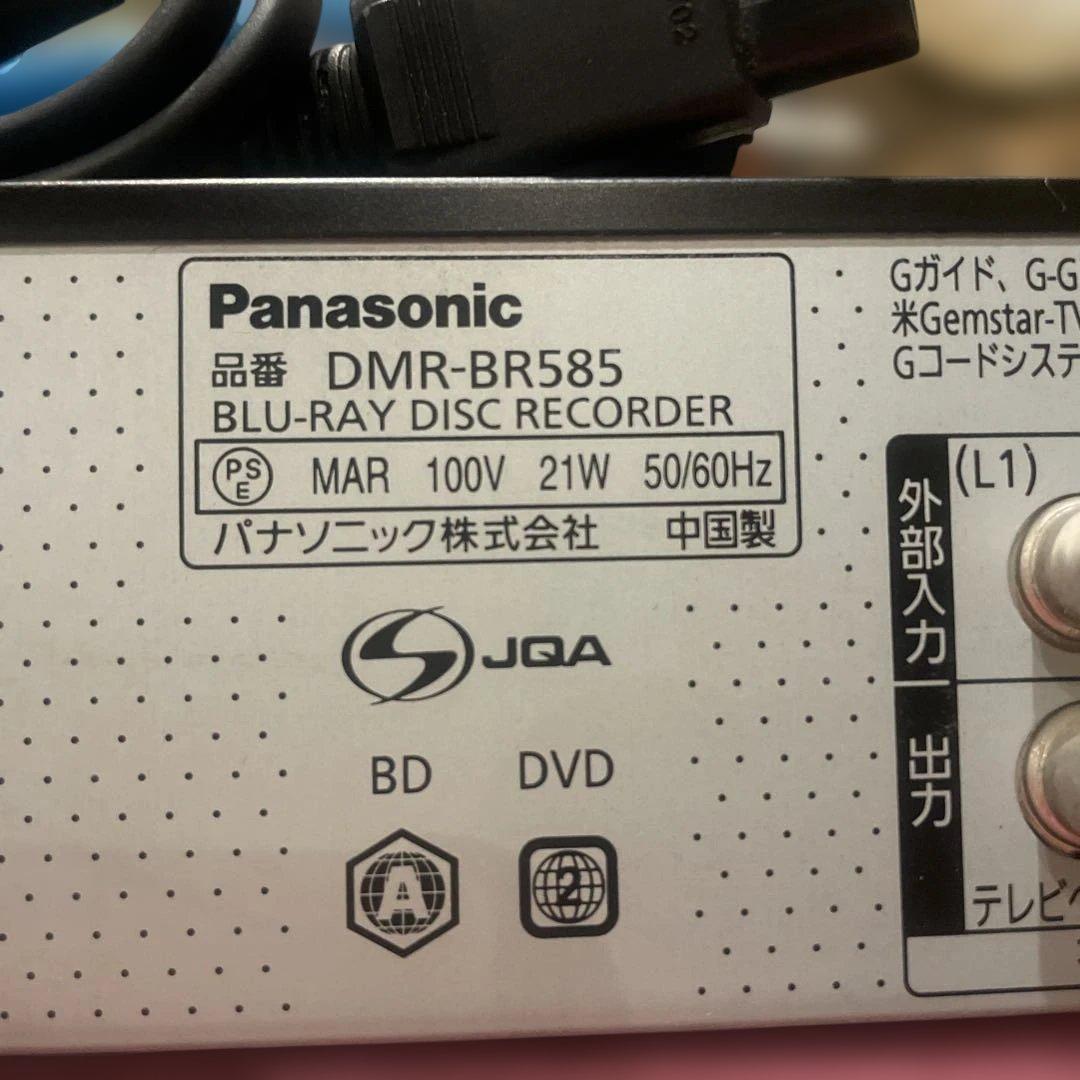 02
Panasonic
品番 DMR-BR585
BLU-RAY DISC RECORDER
PSE MAR 100V 21W 50/60Hz
パナソニック株式会社 中国製
S JQA
BD DVD
A 2
Gガイド、G-G
米Gemstar-TV
Gコードシステ
(L1)
外部入力
出力
テレビへ